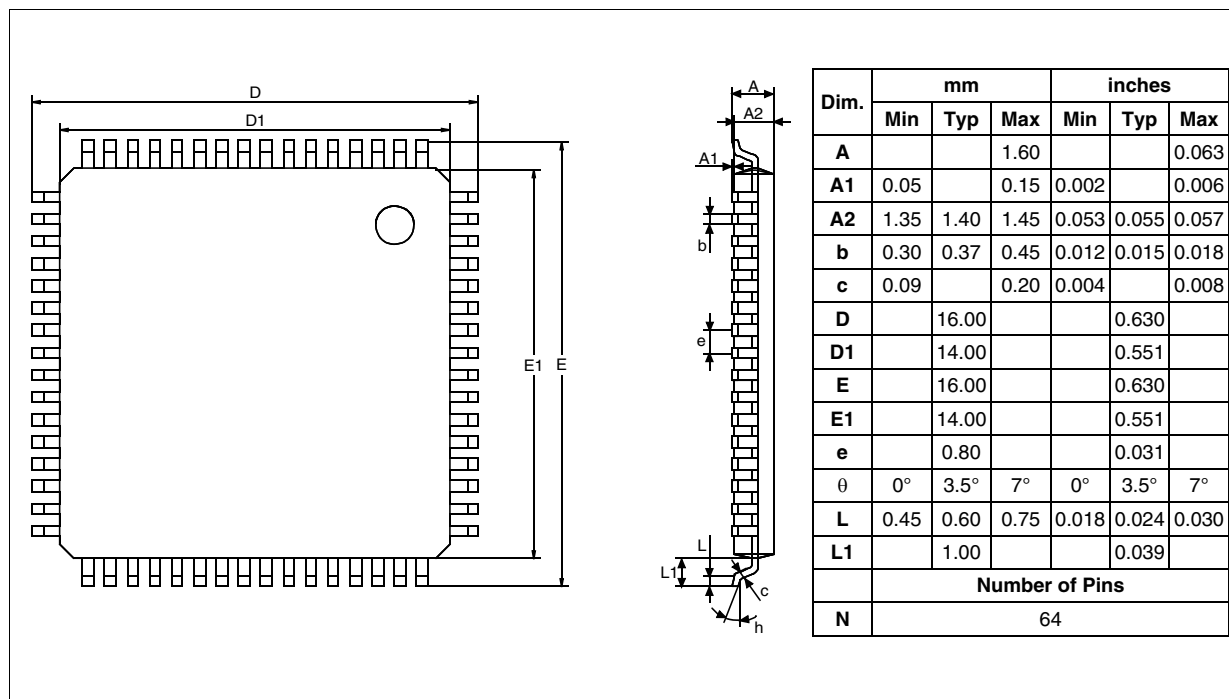 D
D1
E1 E
A
A2
A1
b
e
L
L1
c
h
Dim. mm inches
Min Typ Max Min Typ Max
A 1.60 0.063
A1 0.05 0.15 0.002 0.006
A2 1.35 1.40 1.45 0.053 0.055 0.057
b 0.30 0.37 0.45 0.012 0.015 0.018
c 0.09 0.20 0.004 0.008
D 16.00 0.630
D1 14.00 0.551
E 16.00 0.630
E1 14.00 0.551
e 0.80 0.031
θ 0° 3.5° 7° 0° 3.5° 7°
L 0.45 0.60 0.75 0.018 0.024 0.030
L1 1.00 0.039
Number of Pins
N 64